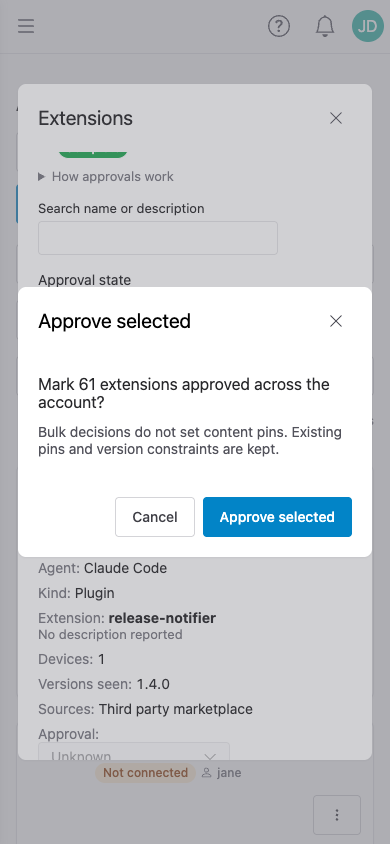 JD
Extensions
How approvals work
Search name or description
Approval state
Approve selected
Mark 61 extensions approved across the
account?
Bulk decisions do not set content pins. Existing
pins and version constraints are kept.
Cancel
Approve selected
Agent: Claude Code
Kind: Plugin
Extension: release-notifier
No description reported
Devices: 1
Versions seen: 1.4.0
Sources: Third party marketplace
Approval:
Unknown
Not connected
jane